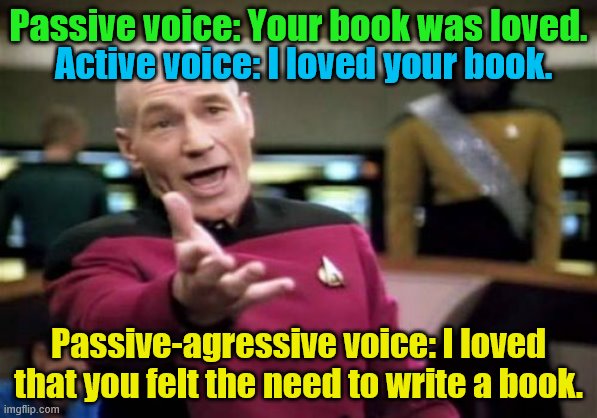 Passive voice: Your book was loved.
Active voice: I loved your book.
Passive-agressive voice: I loved
that you felt the need to write a book.
imgflip.com